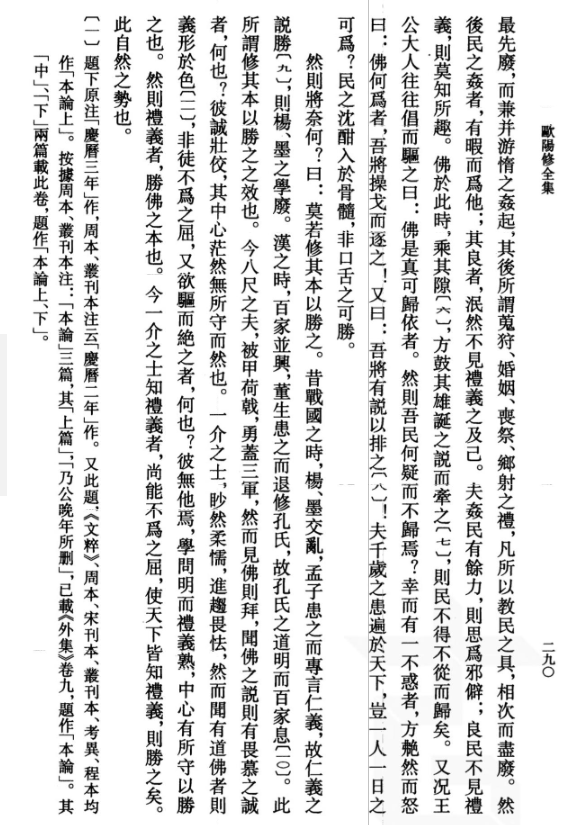 歐陽修全集
二九〇
最先廢,而兼并游惰之姦起,其後所謂蒐狩、婚姻、喪祭、鄉射之禮,凡所以教民之具,相次而盡廢。然
後民之姦者,有暇而爲他;其良者,泯然不見禮義之及己。夫姦民有餘力,則思爲邪僻;良民不見禮
義,則莫知所趣。佛於此時,乘其隙〔六〕,方鼓其雄誕之説而牽之〔七〕,則民不得不從而歸矣。又况王
公大人往往倡而驅之曰:佛是真可歸依者。然則吾民何疑而不歸焉?幸而有一不惑者,方艴然而怒
曰:佛何爲者,吾將操戈而逐之!又曰:吾將有説以排之〔八〕!夫千歲之患遍於天下,豈一人一日之
可爲?民之沈酣入於骨髓,非口舌之可勝。
然則將奈何?曰:莫若修其本以勝之。昔戰國之時,楊、墨交亂,孟子患之而專言仁義,故仁義之
説勝〔九〕,則楊、墨之學廢。漢之時,百家並興,董生患之而退修孔氏,故孔氏之道明而百家息〔一〇〕。此
所謂修其本以勝之之效也。今八尺之夫,被甲荷戟,勇蓋三軍,然而見佛則拜,聞佛之説則有畏慕之誠
者,何也?彼誠壯佼,其中心茫然無所守而然也。一介之士,眇然柔懦,進趨畏怯,然而聞有道佛者則
義形於色〔一一〕,非徒不爲之屈,又欲驅而絶之者,何也?彼無他焉,學問明而禮義熟,中心有所守以勝
之也。然則禮義者,勝佛之本也。今一介之士知禮義者,尚能不爲之屈,使天下皆知禮義,則勝之矣。
此自然之勢也。
〔一〕題下原注「慶曆三年」作,周本、叢刊本注云「慶曆二年」作。又此題,《文粹》、周本、宋刊本、叢刊本、考異、程本均
作「本論上」。按據周本、叢刊本注:「『本論』三篇,其『上篇』,「乃公晚年所删」,已載《外集》卷九,題作「本論」。其
「中」、「下」兩篇載此卷,題作「本論上、下」。